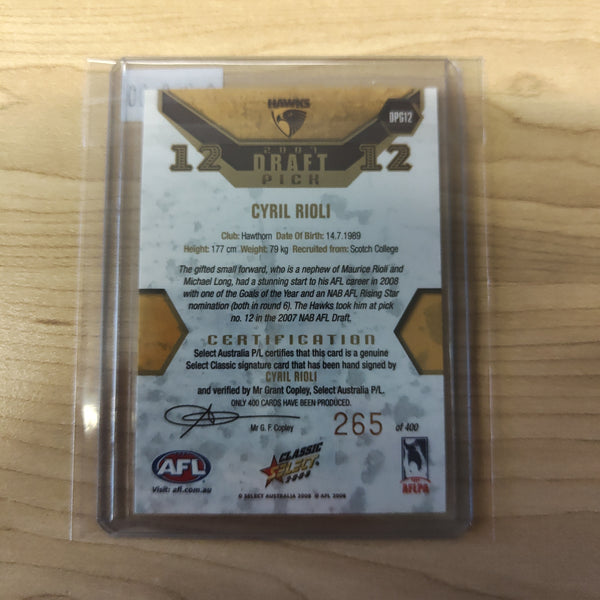 HAWKS
DPS12
12 2007 12
DRAFT
PICK
CYRIL RIOLI
Club: Hawthorn Date Of Birth: 14.7.1989
Height: 177 cm Weight: 79 kg Recruited from: Scotch College
The gifted small forward, who is a nephew of Maurice Rioli and
Michael Long, had a stunning start to his AFL career in 2008
with one of the Goals of the Year and an NAB AFL Rising Star
nomination (both in round 6). The Hawks took him at pick
no. 12 in the 2007 NAB AFL Draft.
CERTIFICATION
Select Australia P/L certifies that this card is a genuine
Select Classic signature card that has been hand signed by
CYRIL RIOLI
and verified by Mr Grant Copley, Select Australia P/L.
ONLY 400 CARDS HAVE BEEN PRODUCED.
265 of 400
Mr G. F. Copley
AFL
Visit: afl.com.au
CLASSIC
SELECT
2008
AFLPA
© SELECT AUSTRALIA 2008 © AFL 2008